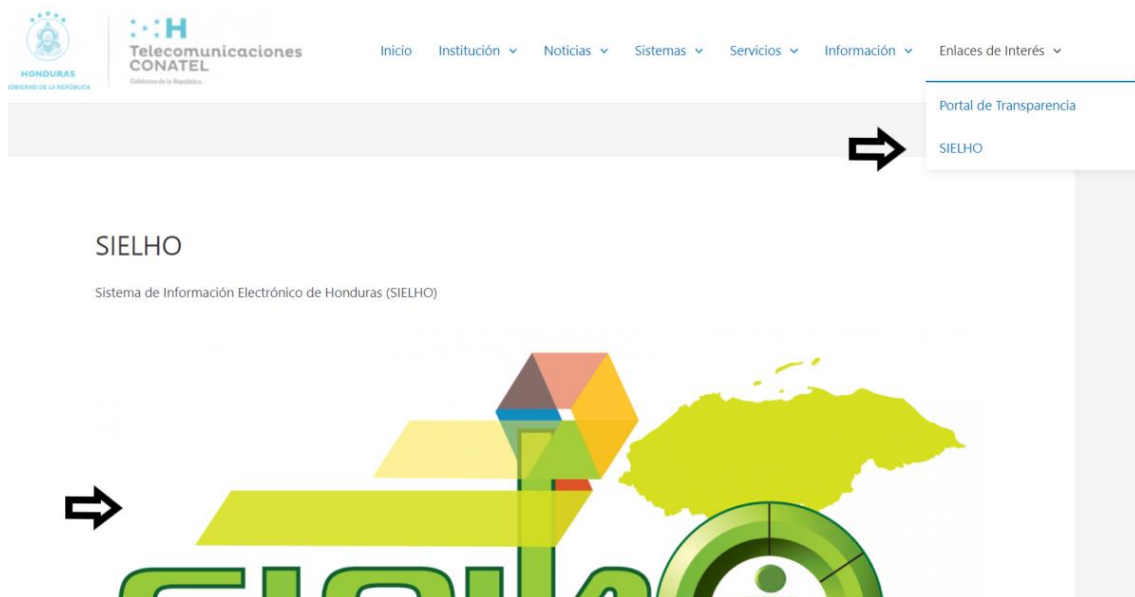 HONDURAS
GOBIERNO DE LA REPÚBLICA
H
Telecomunicaciones
CONATEL
Gobierno de la República
Inicio Institución Noticias Sistemas Servicios Información Enlaces de Interés
Portal de Transparencia
SIELHO
SIELHO
Sistema de Información Electrónico de Honduras (SIELHO)